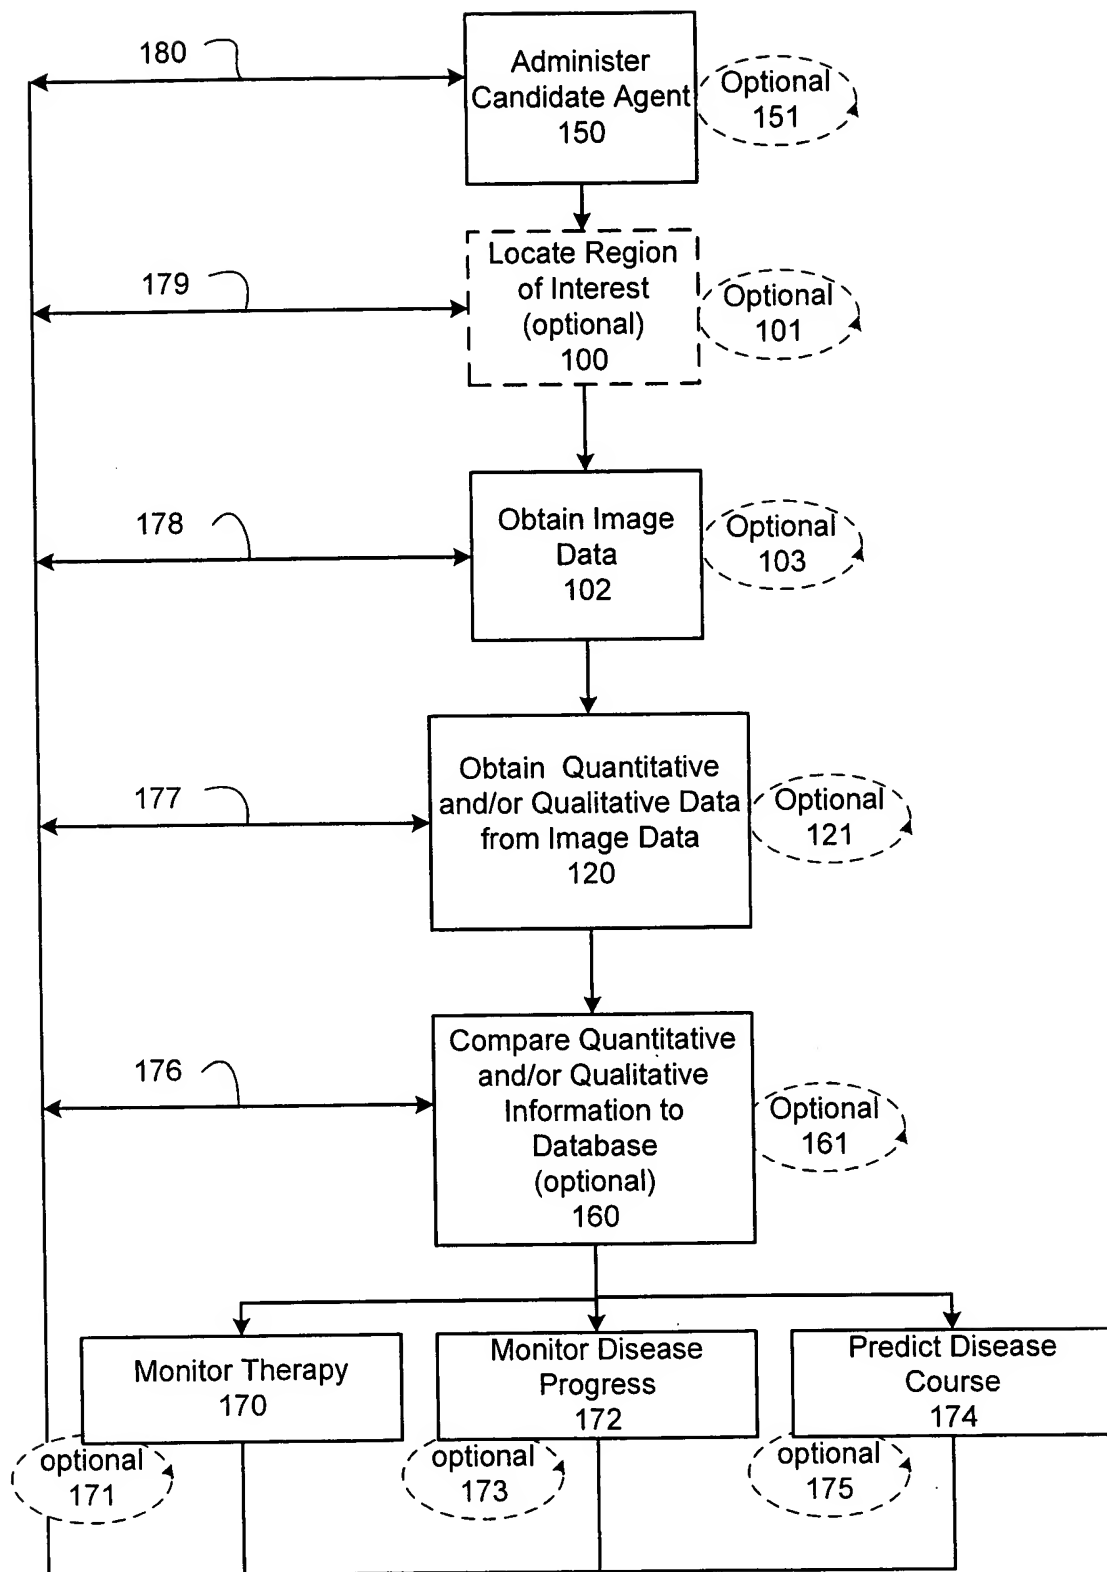 180
Administer
Candidate Agent
150
Optional
151
179
Locate Region
of Interest
(optional)
100
Optional
101
178
Obtain Image
Data
102
Optional
103
177
Obtain Quantitative
and/or Qualitative Data
from Image Data
120
Optional
121
176
Compare Quantitative
and/or Qualitative
Information to
Database
(optional)
160
Optional
161
Monitor Therapy
170
optional
171
Monitor Disease
Progress
172
optional
173
Predict Disease
Course
174
optional
175